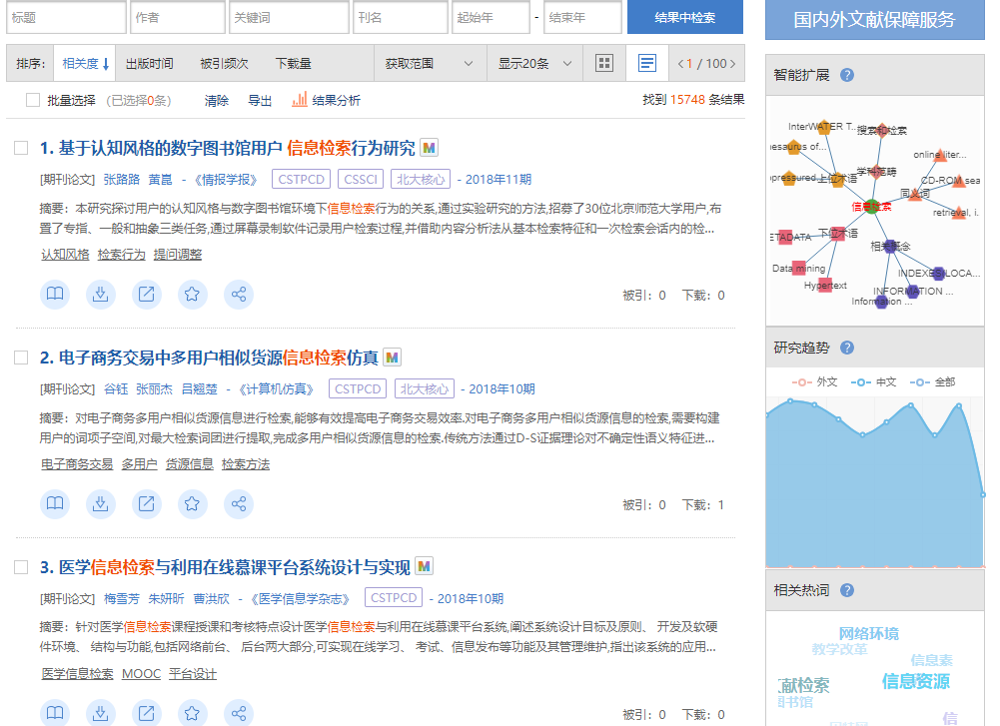 标题 作者 关键词 刊名 起始年 - 结束年 结果中检索
排序: 相关度 出版时间 被引频次 下载量 获取范围 显示20条 1 / 100
批量选择 (已选择0条) 清除 导出 结果分析 找到 15748 条结果
1. 基于认知风格的数字图书馆用户 信息检索行为研究 M
[期刊论文] 张路路 黄崑 - 《情报学报》 CSTPCD CSSCI 北大核心 - 2018年11期
摘要：本研究探讨用户的认知风格与数字图书馆环境下信息检索行为的关系,通过实验研究的方法,招募了30位北京师范大学用户,布
置了专指、一般和抽象三类任务,通过屏幕录制软件记录用户检索过程,并借助内容分析法从基本检索特征和一次检索会话内的检...
认知风格 检索行为 提问调整
被引：0 下载：0
2. 电子商务交易中多用户相似货源信息检索仿真 M
[期刊论文] 谷钰 张丽杰 吕翘楚 - 《计算机仿真》 CSTPCD 北大核心 - 2018年10期
摘要：对电子商务多用户相似货源信息进行检索,能够有效提高电子商务交易效率.对电子商务多用户相似货源信息的检索,需要构建
用户的词项子空间,对最大检索词团进行提取,完成多用户相似货源信息的检索.传统方法通过D-S证据理论对不确定性语义特征进...
电子商务交易 多用户 货源信息 检索方法
被引：0 下载：1
3. 医学信息检索与利用在线慕课平台系统设计与实现 M
[期刊论文] 梅雪芳 朱妍昕 曹洪欣 - 《医学信息学杂志》 CSTPCD - 2018年10期
摘要：针对医学信息检索课程授课和考核特点设计医学信息检索与利用在线慕课平台系统,阐述系统设计目标及原则、 开发及软硬
件环境、 结构与功能,包括网络前台、 后台两大部分,可实现在线学习、 考试、信息发布等功能及其管理维护,指出该系统的应用...
医学信息检索 MOOC 平台设计
被引：0 下载：0
国内外文献保障服务
智能扩展 ?
InterWATER T...
搜索和检索
hesaurus of...
online liter...
学科范畴
ppressured...
上位术语
CD-ROM sea
同义词
信息检索
retrieval, i.
ETADATA
下位术语
相关概念
Data mining
INDEXES LOCA...
Hypertext
INFORMATION ...
Information ...
研究趋势 ?
外文 中文 全部
相关热词 ?
网络环境
教学改革
信息素
信息资源
文献检索
图书馆
信